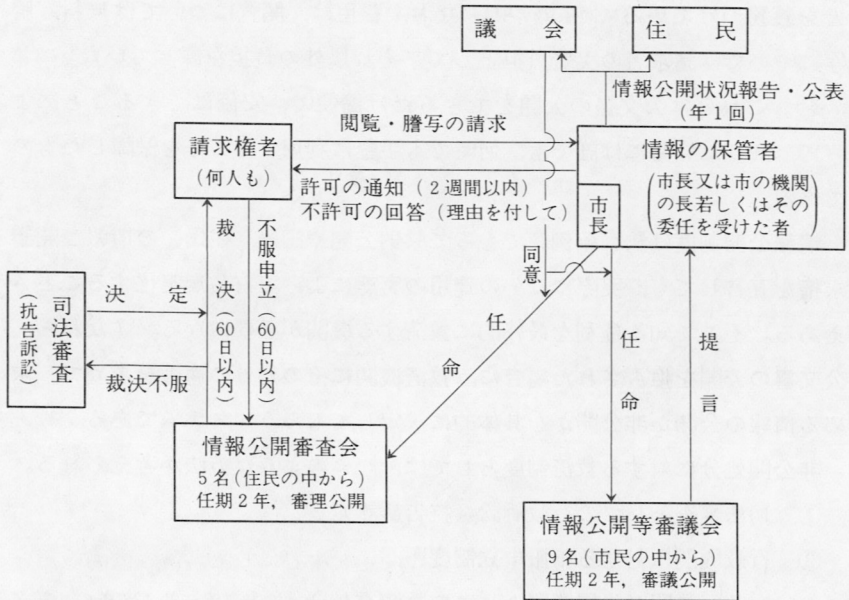 議会
住民
情報公開状況報告・公表
(年1回)
閲覧・謄写の請求
請求権者
(何人も)
情報の保管者
(市長又は市の機関
の長若しくはその
委任を受けた者)
市長
許可の通知(2週間以内)
不許可の回答(理由を付して)
同意
裁決(60日以内)
不服申立(60日以内)
司法審査
(抗告訴訟)
決定
裁決不服
任命
任命
提言
情報公開審査会
5名(住民の中から)
任期2年,審理公開
情報公開等審議会
9名(市民の中から)
任期2年,審議公開